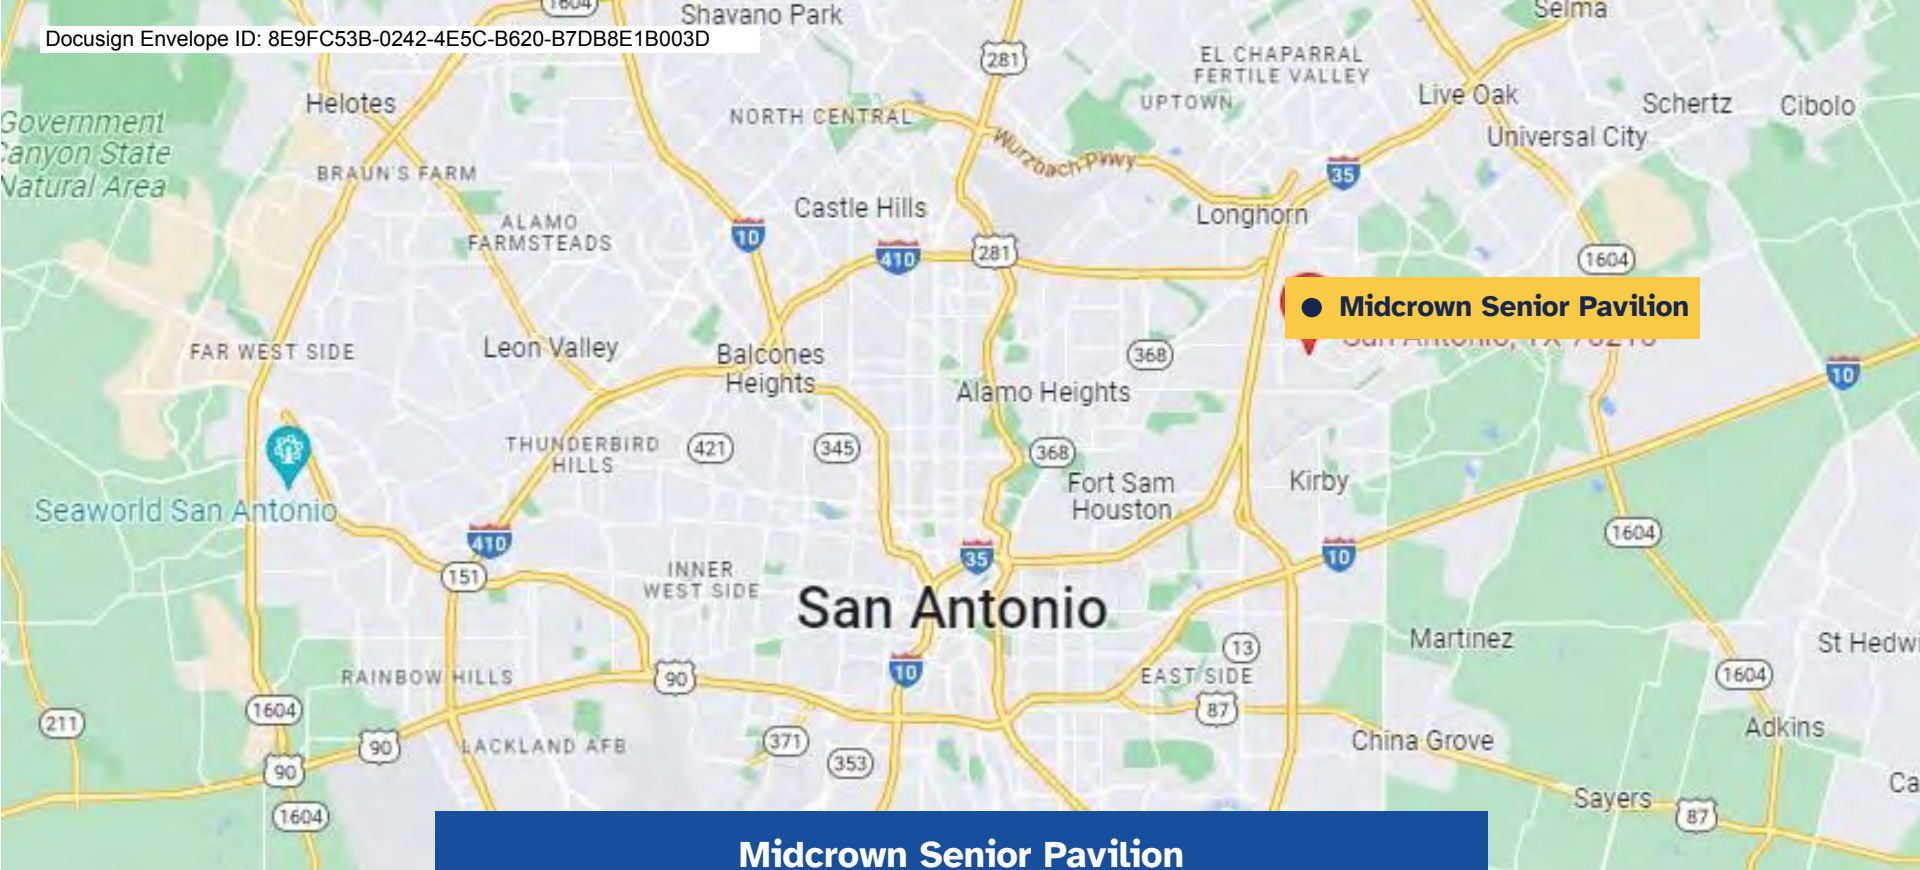 1604
Shavano Park
Selma
Docusign Envelope ID: 8E9FC53B-0242-4E5C-B620-B7DB8E1B003D
281
EL CHAPARRAL
FERTILE VALLEY
Helotes
UPTOWN
Live Oak
Schertz
Cibolo
Government
Canyon State
Natural Area
NORTH CENTRAL
Wurzbach Pkwy
Universal City
BRAUN'S FARM
35
ALAMO
FARMSTEADS
Castle Hills
Longhorn
10
410
281
1604
Midcrown Senior Pavilion
San Antonio, TX
FAR WEST SIDE
Leon Valley
Balcones
Heights
368
10
Alamo Heights
THUNDERBIRD
HILLS
421
345
368
Fort Sam
Houston
Kirby
Seaworld San Antonio
410
35
10
1604
151
INNER
WEST SIDE
San Antonio
13
Martinez
St Hedwi
RAINBOW HILLS
90
10
EAST SIDE
1604
211
1604
87
Adkins
90
LACKLAND AFB
371
353
China Grove
90
Ca
1604
Sayers
87
Midcrown Senior Pavilion